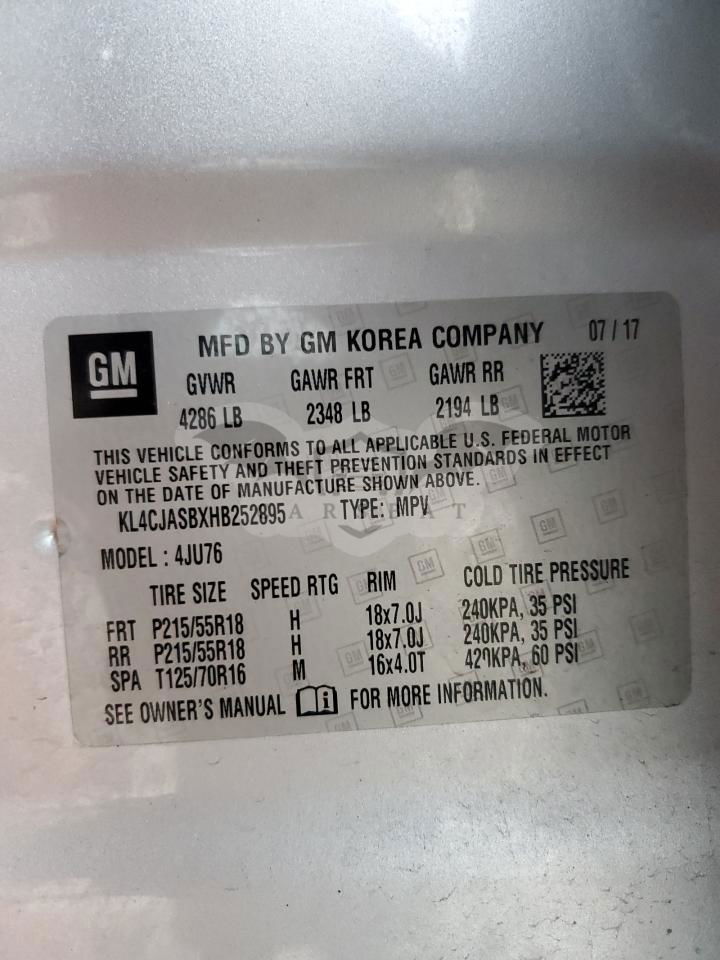 GM
MFD BY GM KOREA COMPANY 07 / 17
GVWR GAWR FRT GAWR RR
4286 LB 2348 LB 2194 LB
THIS VEHICLE CONFORMS TO ALL APPLICABLE U.S. FEDERAL MOTOR
VEHICLE SAFETY AND THEFT PREVENTION STANDARDS IN EFFECT
ON THE DATE OF MANUFACTURE SHOWN ABOVE.
KL4CJASBXHB252895 TYPE: MPV
MODEL : 4JU76
TIRE SIZE SPEED RTG RIM COLD TIRE PRESSURE
FRT P215/55R18 H 18x7.0J 240KPA, 35 PSI
RR P215/55R18 H 18x7.0J 240KPA, 35 PSI
SPA T125/70R16 M 16x4.0T 420KPA, 60 PSI
SEE OWNER'S MANUAL i FOR MORE INFORMATION.